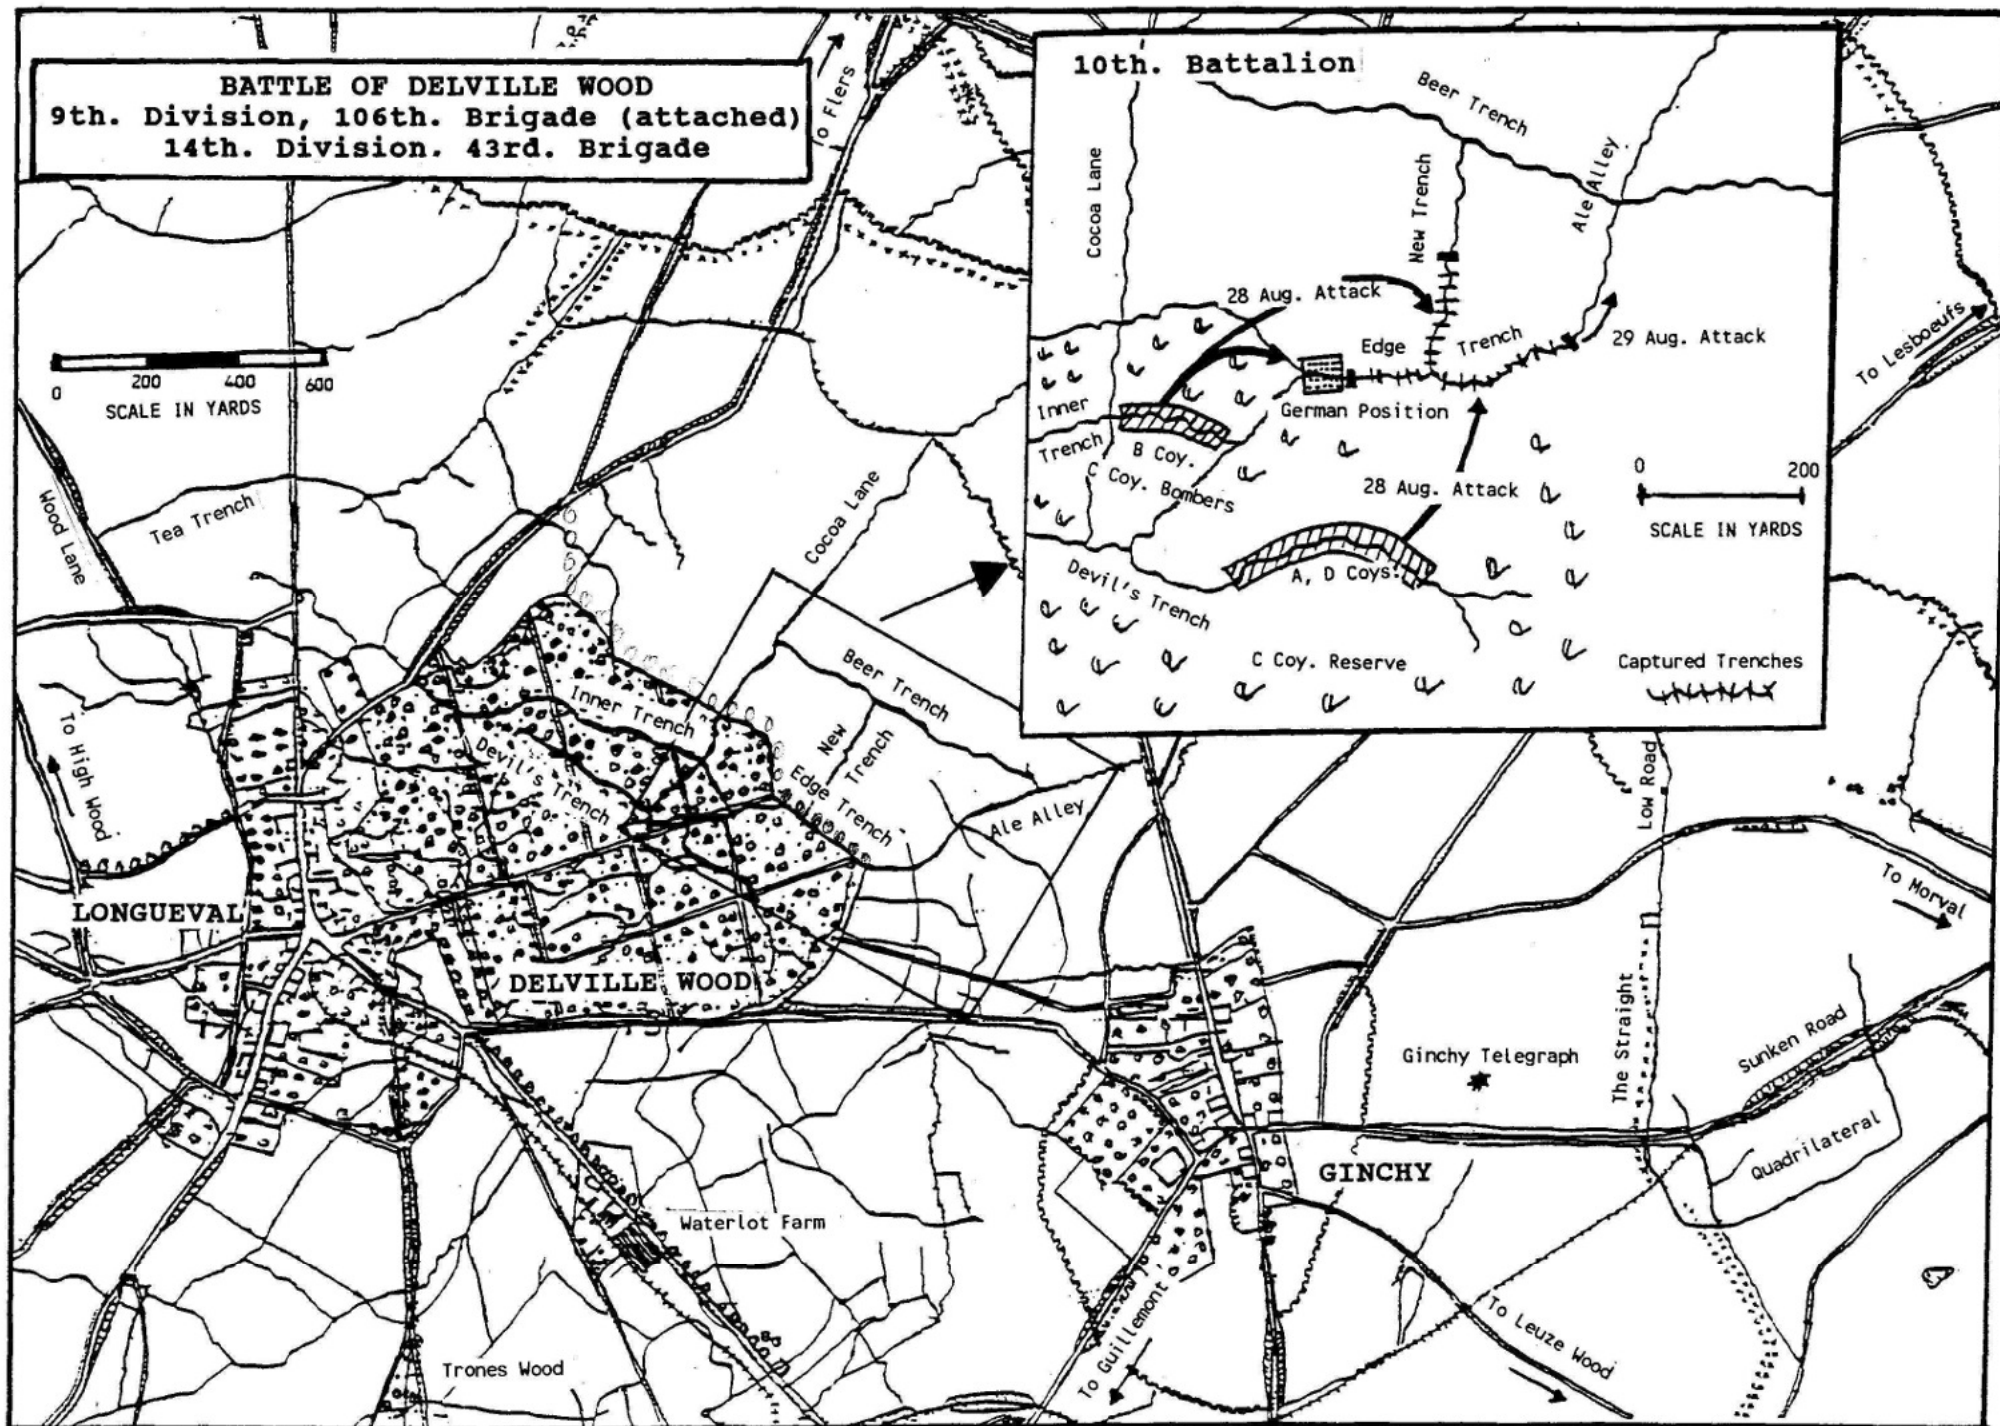 BATTLE OF DELVILLE WOOD
9th. Division, 106th. Brigade (attached)
14th. Division. 43rd. Brigade
To Flers
0 200 400 600
SCALE IN YARDS
Wood Lane
Tea Trench
Cocoa Lane
To High Wood
Inner Trench
Devil's Trench
Beer Trench
New Trench
Edge Trench
Ale Alley
LONGUEVAL
DELVILLE WOOD
Waterlot Farm
Trones Wood
GINCHY
Ginchy Telegraph
To Guillemont
To Leuze Wood
Low Road
The Straight
Sunken Road
Quadrilateral
To Morval
To Lesboeufs
10th. Battalion
Beer Trench
Cocoa Lane
New Trench
Ale Alley
28 Aug. Attack
Edge Trench
29 Aug. Attack
German Position
Inner
Trench
B Coy.
C Coy. Bombers
28 Aug. Attack
0 200
SCALE IN YARDS
A, D Coys.
Devil's Trench
C Coy. Reserve
Captured Trenches